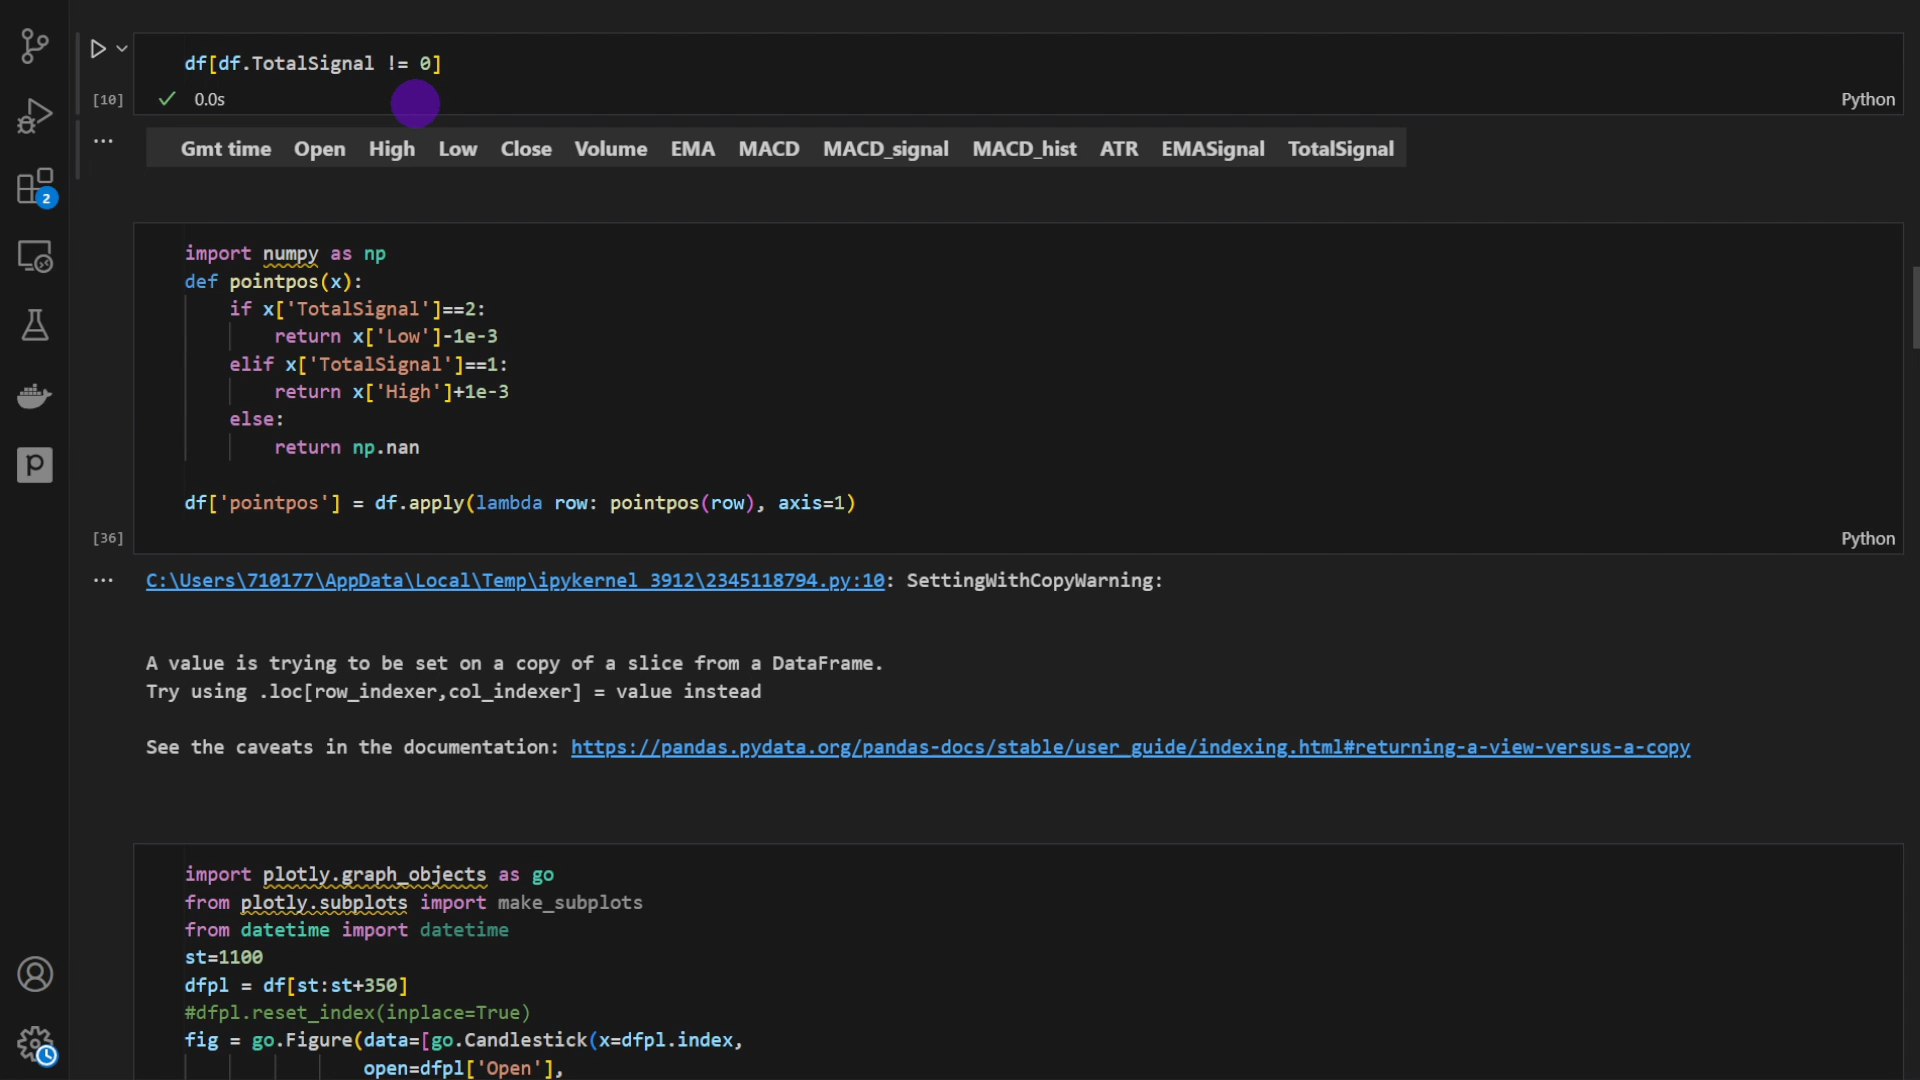 df[df.TotalSignal != 0]
[10]
0.0s
Python
...
Gmt time Open High Low Close Volume EMA MACD MACD_signal MACD_hist ATR EMASignal TotalSignal
2
import numpy as np
def pointpos(x):
if x['TotalSignal']==2:
return x['Low']-1e-3
elif x['TotalSignal']==1:
return x['High']+1e-3
else:
return np.nan
df['pointpos'] = df.apply(lambda row: pointpos(row), axis=1)
[36]
Python
...
C:\Users\710177\AppData\Local\Temp\ipykernel_3912\2345118794.py:10: SettingWithCopyWarning:
A value is trying to be set on a copy of a slice from a DataFrame.
Try using .loc[row_indexer,col_indexer] = value instead
See the caveats in the documentation: https://pandas.pydata.org/pandas-docs/stable/user_guide/indexing.html#returning-a-view-versus-a-copy
import plotly.graph_objects as go
from plotly.subplots import make_subplots
from datetime import datetime
st=1100
dfpl = df[st:st+350]
#dfpl.reset_index(inplace=True)
fig = go.Figure(data=[go.Candlestick(x=dfpl.index,
open=dfpl['Open'],